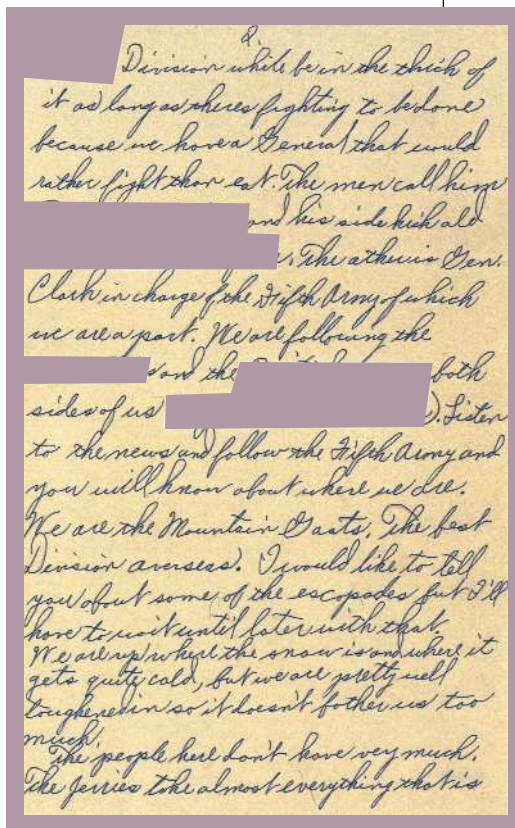 2.
Division while be in the thick of
it as long as theres fighting to be done
because we have a General that would
rather fight than eat. The men call him
and his side kick old
. The other is Gen.
Clark in charge of the Fifth Army of which
we are a part. We are following the
and the both
sides of us ). Listen
to the news and follow the Fifth Army and
you will know about where we are.
We are the Mountain Goats. The best
Division overseas. I would like to tell
you about some of the escopades but I'll
have to wait until later with that.
We are up where the snow is and where it
gets quite cold, but we are pretty well
toughened in so it doesn't bother us too
much.
The people here don't have very much.
The Jerries take almost everything that is